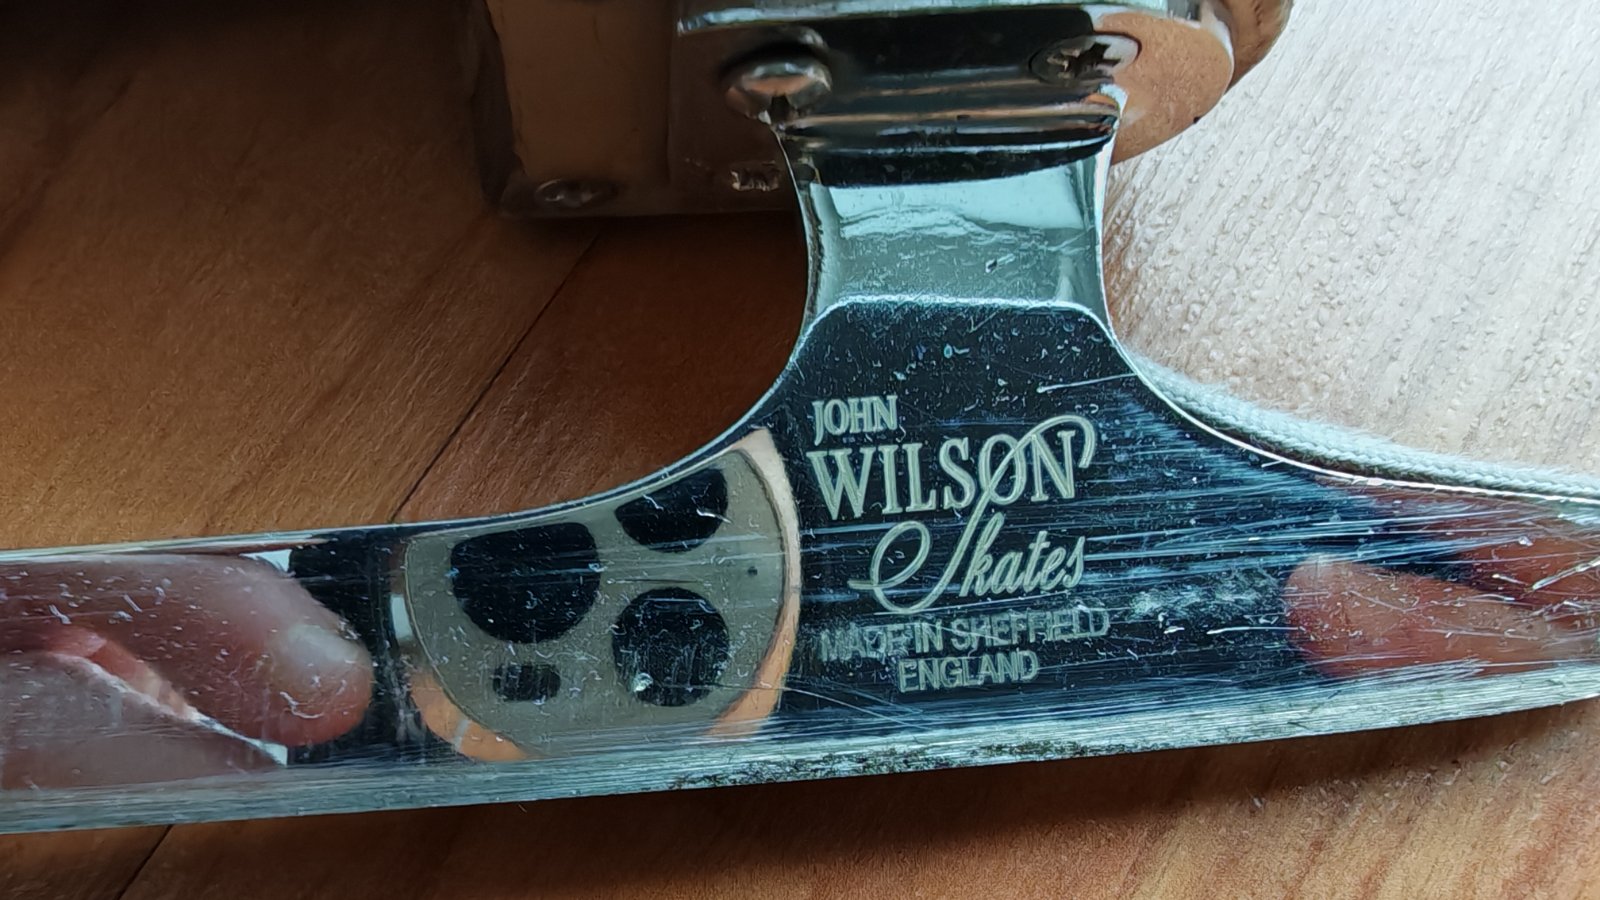 JOHN
WILSON
Skates
MADE IN SHEFFIELD
ENGLAND